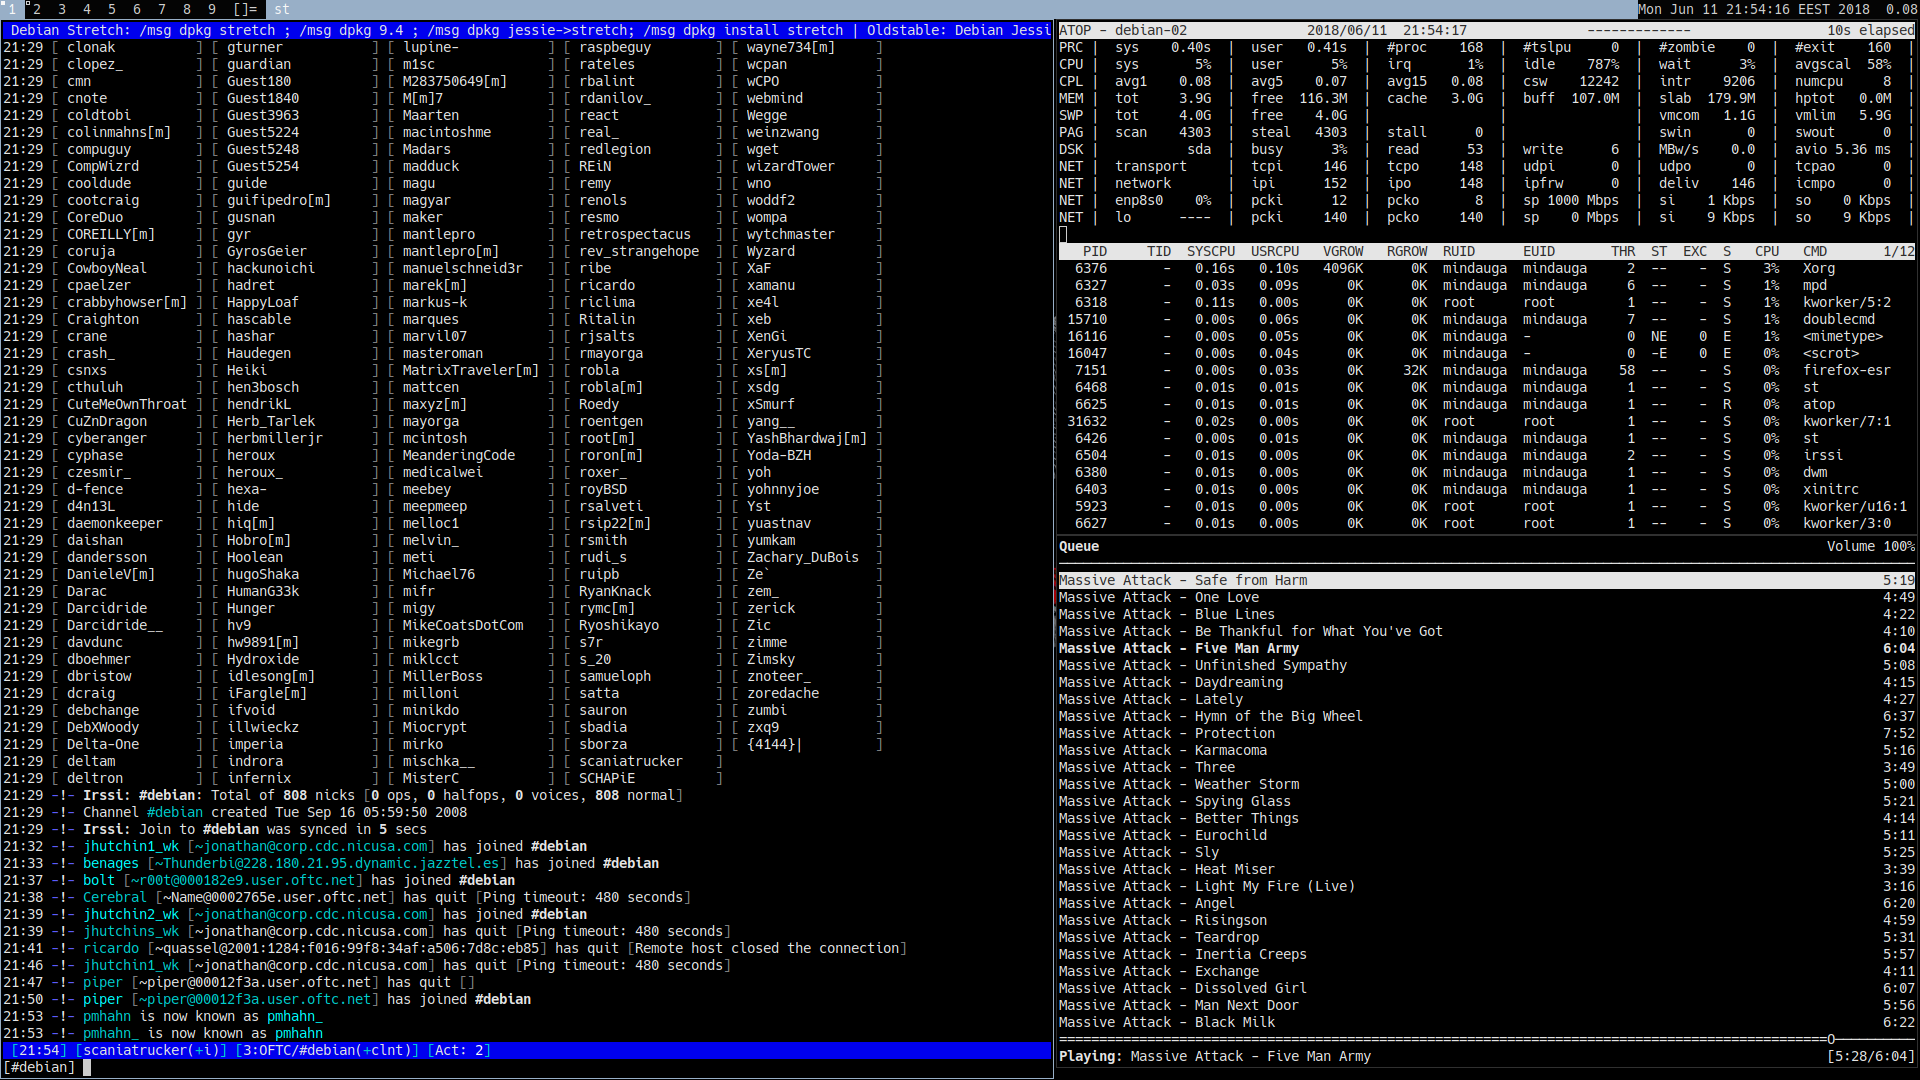 1 2 3 4 5 6 7 8 9 []= st Mon Jun 11 21:54:16 EEST 2018 0.08
Debian Stretch: /msg dpkg stretch ; /msg dpkg 9.4 ; /msg dpkg jessie->stretch; /msg dpkg install stretch | Oldstable: Debian Jessi
21:29 [ clonak ] [ gturner ] [ lupine- ] [ raspbeguy ] [ wayne734[m] ]
21:29 [ clopez_ ] [ guardian ] [ m1sc ] [ rateles ] [ wcpan ]
21:29 [ cmn ] [ Guest180 ] [ M283750649[m] ] [ rbalint ] [ wCPO ]
21:29 [ cnote ] [ Guest1840 ] [ M[m]7 ] [ rdanilov_ ] [ webmind ]
21:29 [ coldtobi ] [ Guest3963 ] [ Maarten ] [ react ] [ Wegge ]
21:29 [ colinmahns[m] ] [ Guest5224 ] [ macintoshme ] [ real_ ] [ weinzwang ]
21:29 [ compuguy ] [ Guest5248 ] [ Madars ] [ redlegion ] [ wget ]
21:29 [ CompWizrd ] [ Guest5254 ] [ madduck ] [ REiN ] [ wizardTower ]
21:29 [ cooldude ] [ guide ] [ magu ] [ remy ] [ wno ]
21:29 [ cootcraig ] [ guifipedro[m] ] [ magyar ] [ renols ] [ woddf2 ]
21:29 [ CoreDuo ] [ gusnan ] [ maker ] [ resmo ] [ wompa ]
21:29 [ COREILLY[m] ] [ gyr ] [ mantlepro ] [ retrospectacus ] [ wytchmaster ]
21:29 [ coruja ] [ GyrosGeier ] [ mantlepro[m] ] [ rev_strangehope ] [ Wyzard ]
21:29 [ CowboyNeal ] [ hackunoichi ] [ manuelschneid3r ] [ ribe ] [ XaF ]
21:29 [ cpaelzer ] [ hadret ] [ marek[m] ] [ ricardo ] [ xamanu ]
21:29 [ crabbyhowser[m] ] [ HappyLoaf ] [ markus-k ] [ riclima ] [ xe4l ]
21:29 [ Craighton ] [ hascable ] [ marques ] [ Ritalin ] [ xeb ]
21:29 [ crane ] [ hashar ] [ marvil07 ] [ rjsalts ] [ XenGi ]
21:29 [ crash_ ] [ Haudegen ] [ masteroman ] [ rmayorga ] [ XeryusTC ]
21:29 [ csnxs ] [ Heiki ] [ MatrixTraveler[m] ] [ robla ] [ xs[m] ]
21:29 [ cthuluh ] [ hen3bosch ] [ mattcen ] [ robla[m] ] [ xsdg ]
21:29 [ CuteMeOwnThroat ] [ hendrikL ] [ maxyz[m] ] [ Roedy ] [ xSmurf ]
21:29 [ CuZnDragon ] [ Herb_Tarlek ] [ mayorga ] [ roentgen ] [ yang__ ]
21:29 [ cyberanger ] [ herbmillerjr ] [ mcintosh ] [ root[m] ] [ YashBhardwaj[m] ]
21:29 [ cyphase ] [ heroux ] [ MeanderingCode ] [ roron[m] ] [ Yoda-BZH ]
21:29 [ czesmir_ ] [ heroux_ ] [ medicalwei ] [ roxer_ ] [ yoh ]
21:29 [ d-fence ] [ hexa- ] [ meebey ] [ royBSD ] [ yohnnyjoe ]
21:29 [ d4n13L ] [ hide ] [ meepmeep ] [ rsalveti ] [ Yst ]
21:29 [ daemonkeeper ] [ hiq[m] ] [ melloc1 ] [ rsip22[m] ] [ yuastnav ]
21:29 [ daishan ] [ Hobro[m] ] [ melvin_ ] [ rsmith ] [ yumkam ]
21:29 [ dandersson ] [ Hoolean ] [ meti ] [ rudi_s ] [ Zachary_DuBois ]
21:29 [ DanieleV[m] ] [ hugoShaka ] [ Michael76 ] [ ruipb ] [ Ze` ]
21:29 [ Darac ] [ HumanG33k ] [ mifr ] [ RyanKnack ] [ zem_ ]
21:29 [ Darcidride ] [ Hunger ] [ migy ] [ rymc[m] ] [ zerick ]
21:29 [ Darcidride__ ] [ hv9 ] [ MikeCoatsDotCom ] [ Ryoshikayo ] [ Zic ]
21:29 [ davdunc ] [ hw9891[m] ] [ mikegrb ] [ s7r ] [ zimme ]
21:29 [ dboehmer ] [ Hydroxide ] [ miklcct ] [ s_20 ] [ Zimsky ]
21:29 [ dbristow ] [ idlesong[m] ] [ MillerBoss ] [ samueloph ] [ znoteer_ ]
21:29 [ dcraig ] [ iFargle[m] ] [ milloni ] [ satta ] [ zoredache ]
21:29 [ debchange ] [ ifvoid ] [ minikdo ] [ sauron ] [ zumbi ]
21:29 [ DebXWoody ] [ illwieckz ] [ Miocrypt ] [ sbadia ] [ zxq9 ]
21:29 [ Delta-One ] [ imperia ] [ mirko ] [ sborza ] [ {4144}| ]
21:29 [ deltam ] [ indrora ] [ mischka__ ] [ scaniatrucker ]
21:29 [ deltron ] [ infernix ] [ MisterC ] [ SCHAPiE ]
21:29 -!- Irssi: #debian: Total of 808 nicks [0 ops, 0 halfops, 0 voices, 808 normal]
21:29 -!- Channel #debian created Tue Sep 16 05:59:50 2008
21:29 -!- Irssi: Join to #debian was synced in 5 secs
21:32 -!- jhutchin1_wk [~jonathan@corp.cdc.nicusa.com] has joined #debian
21:33 -!- benages [~Thunderbi@228.180.21.95.dynamic.jazztel.es] has joined #debian
21:37 -!- bolt [~r00t@000182e9.user.oftc.net] has joined #debian
21:38 -!- Cerebral [~Name@0002765e.user.oftc.net] has quit [Ping timeout: 480 seconds]
21:39 -!- jhutchin2_wk [~jonathan@corp.cdc.nicusa.com] has joined #debian
21:39 -!- jhutchins_wk [~jonathan@corp.cdc.nicusa.com] has quit [Ping timeout: 480 seconds]
21:41 -!- ricardo [~quassel@2001:1284:f016:99f8:34af:a506:7d8c:eb85] has quit [Remote host closed the connection]
21:46 -!- jhutchin1_wk [~jonathan@corp.cdc.nicusa.com] has quit [Ping timeout: 480 seconds]
21:47 -!- piper [~piper@00012f3a.user.oftc.net] has quit []
21:50 -!- piper [~piper@00012f3a.user.oftc.net] has joined #debian
21:53 -!- pmhahn is now known as pmhahn_
21:53 -!- pmhahn_ is now known as pmhahn
[21:54] [scaniatrucker(+i)] [3:OFTC/#debian(+clnt)] [Act: 2]
[#debian]
ATOP - debian-02 2018/06/11 21:54:17 ------------- 10s elapsed
PRC | sys 0.40s | user 0.41s | #proc 168 | #tslpu 0 | #zombie 0 | #exit 160 |
CPU | sys 5% | user 5% | irq 1% | idle 787% | wait 3% | avgscal 58% |
CPL | avg1 0.08 | avg5 0.07 | avg15 0.08 | csw 12242 | intr 9206 | numcpu 8 |
MEM | tot 3.9G | free 116.3M | cache 3.0G | buff 107.0M | slab 179.9M | hptot 0.0M |
SWP | tot 4.0G | free 4.0G | | | vmcom 1.1G | vmlim 5.9G |
PAG | scan 4303 | steal 4303 | stall 0 | | swin 0 | swout 0 |
DSK | sda | busy 3% | read 53 | write 6 | MBw/s 0.0 | avio 5.36 ms |
NET | transport | tcpi 146 | tcpo 148 | udpi 0 | udpo 0 | tcpao 0 |
NET | network | ipi 152 | ipo 148 | ipfrw 0 | deliv 146 | icmpo 0 |
NET | enp8s0 0% | pcki 12 | pcko 8 | sp 1000 Mbps | si 1 Kbps | so 0 Kbps |
NET | lo ---- | pcki 140 | pcko 140 | sp 0 Mbps | si 9 Kbps | so 9 Kbps |
PID TID SYSCPU USRCPU VGROW RGROW RUID EUID THR ST EXC S CPU CMD 1/12
6376 - 0.16s 0.10s 4096K 0K mindauga mindauga 2 -- - S 3% Xorg
6327 - 0.03s 0.09s 0K 0K mindauga mindauga 6 -- - S 1% mpd
6318 - 0.11s 0.00s 0K 0K root root 1 -- - S 1% kworker/5:2
15710 - 0.00s 0.06s 0K 0K mindauga mindauga 7 -- - S 1% doublecmd
16116 - 0.00s 0.05s 0K 0K mindauga - 0 NE 0 E 1% <mimetype>
16047 - 0.00s 0.04s 0K 0K mindauga - 0 -E 0 E 0% <scrot>
7151 - 0.00s 0.03s 0K 32K mindauga mindauga 58 -- - S 0% firefox-esr
6468 - 0.01s 0.01s 0K 0K mindauga mindauga 1 -- - S 0% st
6625 - 0.01s 0.01s 0K 0K mindauga mindauga 1 -- - R 0% atop
31632 - 0.02s 0.00s 0K 0K root root 1 -- - S 0% kworker/7:1
6426 - 0.00s 0.01s 0K 0K mindauga mindauga 1 -- - S 0% st
6504 - 0.01s 0.00s 0K 0K mindauga mindauga 2 -- - S 0% irssi
6380 - 0.01s 0.00s 0K 0K mindauga mindauga 1 -- - S 0% dwm
6403 - 0.01s 0.00s 0K 0K mindauga mindauga 1 -- - S 0% xinitrc
5923 - 0.01s 0.00s 0K 0K root root 1 -- - S 0% kworker/u16:1
6627 - 0.01s 0.00s 0K 0K root root 1 -- - S 0% kworker/3:0
Queue Volume 100%
Massive Attack - Safe from Harm 5:19
Massive Attack - One Love 4:49
Massive Attack - Blue Lines 4:22
Massive Attack - Be Thankful for What You've Got 4:10
Massive Attack - Five Man Army 6:04
Massive Attack - Unfinished Sympathy 5:08
Massive Attack - Daydreaming 4:15
Massive Attack - Lately 4:27
Massive Attack - Hymn of the Big Wheel 6:37
Massive Attack - Protection 7:52
Massive Attack - Karmacoma 5:16
Massive Attack - Three 3:49
Massive Attack - Weather Storm 5:00
Massive Attack - Spying Glass 5:21
Massive Attack - Better Things 4:14
Massive Attack - Eurochild 5:11
Massive Attack - Sly 5:25
Massive Attack - Heat Miser 3:39
Massive Attack - Light My Fire (Live) 3:16
Massive Attack - Angel 6:20
Massive Attack - Risingson 4:59
Massive Attack - Teardrop 5:31
Massive Attack - Inertia Creeps 5:57
Massive Attack - Exchange 4:11
Massive Attack - Dissolved Girl 6:07
Massive Attack - Man Next Door 5:56
Massive Attack - Black Milk 6:22
Playing: Massive Attack - Five Man Army [5:28/6:04]